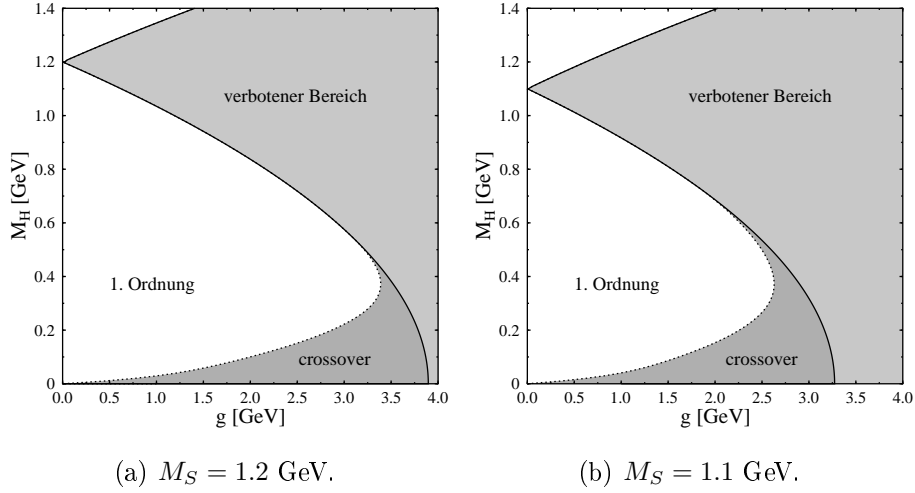 1.4
1.2
1.0
0.8
0.6
0.4
0.2
0
M_H [GeV]
verbotener Bereich
1. Ordnung
crossover
0.0 0.5 1.0 1.5 2.0 2.5 3.0 3.5 4.0
g [GeV]
(a) M_S = 1.2 GeV.
1.4
1.2
1.0
0.8
0.6
0.4
0.2
0
M_H [GeV]
verbotener Bereich
1. Ordnung
crossover
0.0 0.5 1.0 1.5 2.0 2.5 3.0 3.5 4.0
g [GeV]
(b) M_S = 1.1 GeV.